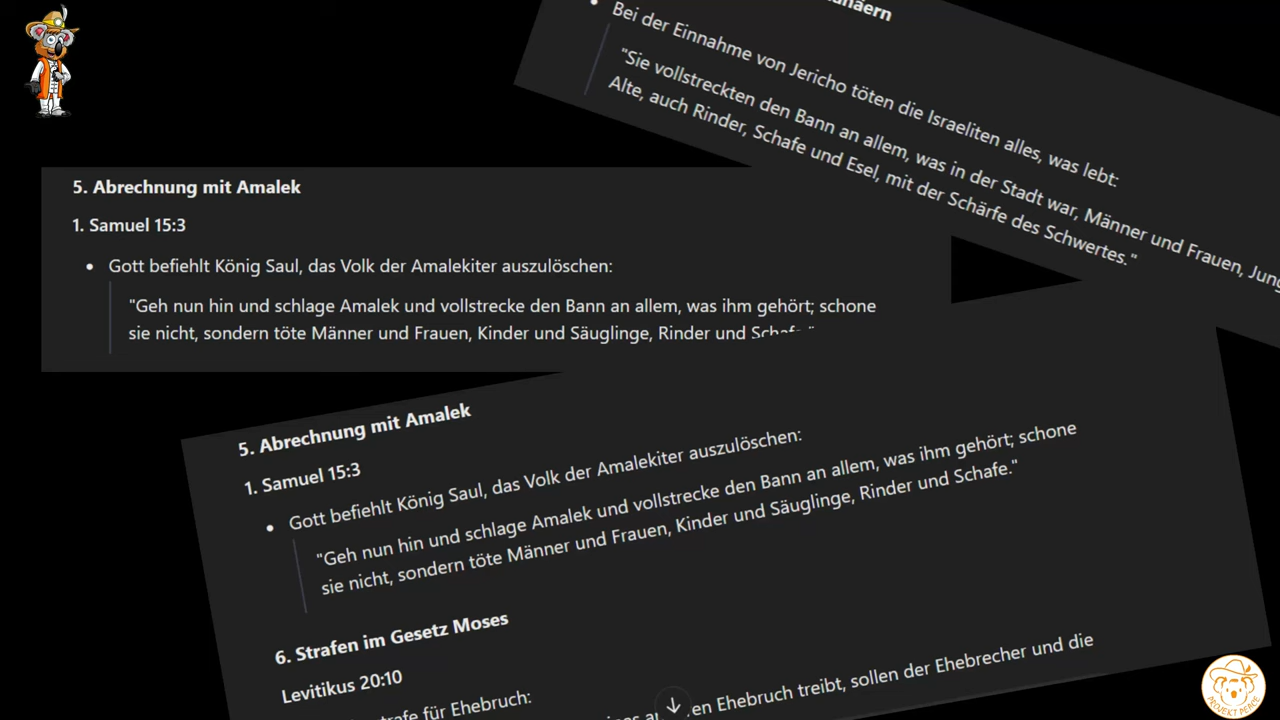 Bei der Einnahme von Jericho töten die Israeliten alles, was lebt:
"Sie vollstreckten den Bann an allem, was in der Stadt war, Männer und Frauen,
Alte, auch Rinder, Schafe und Esel, mit der Schärfe des Schwertes."
5. Abrechnung mit Amalek
1. Samuel 15:3
Gott befiehlt König Saul, das Volk der Amalekiter auszulöschen:
"Geh nun hin und schlage Amalek und vollstrecke den Bann an allem, was ihm gehört; schone
sie nicht, sondern töte Männer und Frauen, Kinder und Säuglinge, Rinder und Schafe."
5. Abrechnung mit Amalek
1. Samuel 15:3
Gott befiehlt König Saul, das Volk der Amalekiter auszulöschen:
"Geh nun hin und schlage Amalek und vollstrecke den Bann an allem, was ihm gehört; schone
sie nicht, sondern töte Männer und Frauen, Kinder und Säuglinge, Rinder und Schafe."
6. Strafen im Gesetz Moses
Levitikus 20:10
für Ehebruch:
Ehebruch treibt, sollen der Ehebrecher und die
PROJEKT PEACE